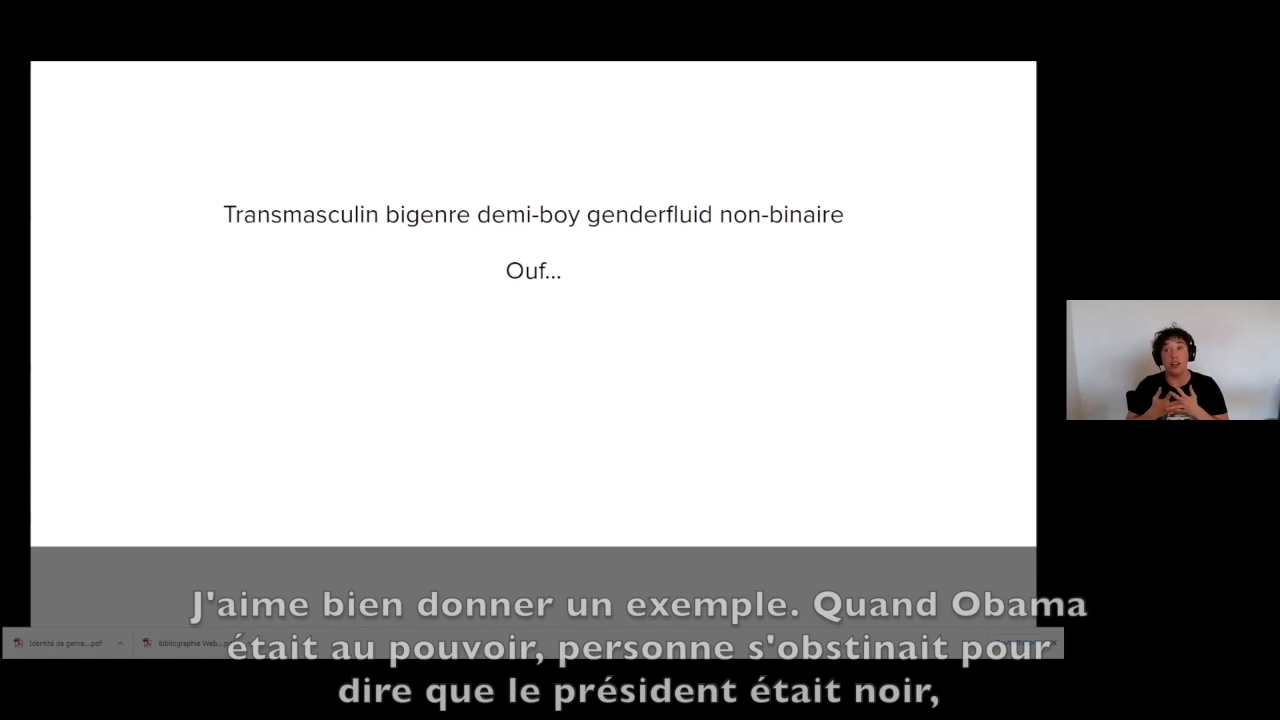 Transmasculin bigenre demi-boy genderfluid non-binaire
Ouf...
J'aime bien donner un exemple. Quand Obama
Identité de genre....pdf
Bibliographie Web...
était au pouvoir, personne s'obstinait pour
dire que le président était noir,